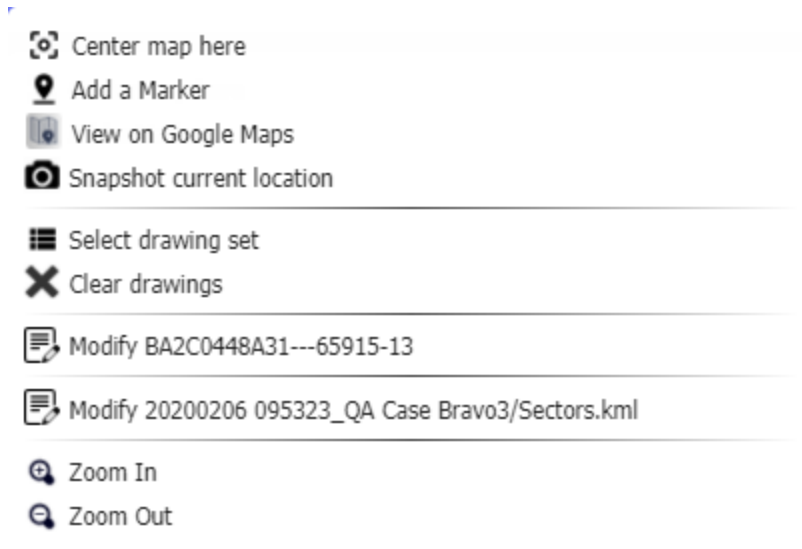 Center map here
Add a Marker
View on Google Maps
Snapshot current location
Select drawing set
Clear drawings
Modify BA2C0448A31---65915-13
Modify 20200206 095323_QA Case Bravo3/Sectors.kml
Zoom In
Zoom Out